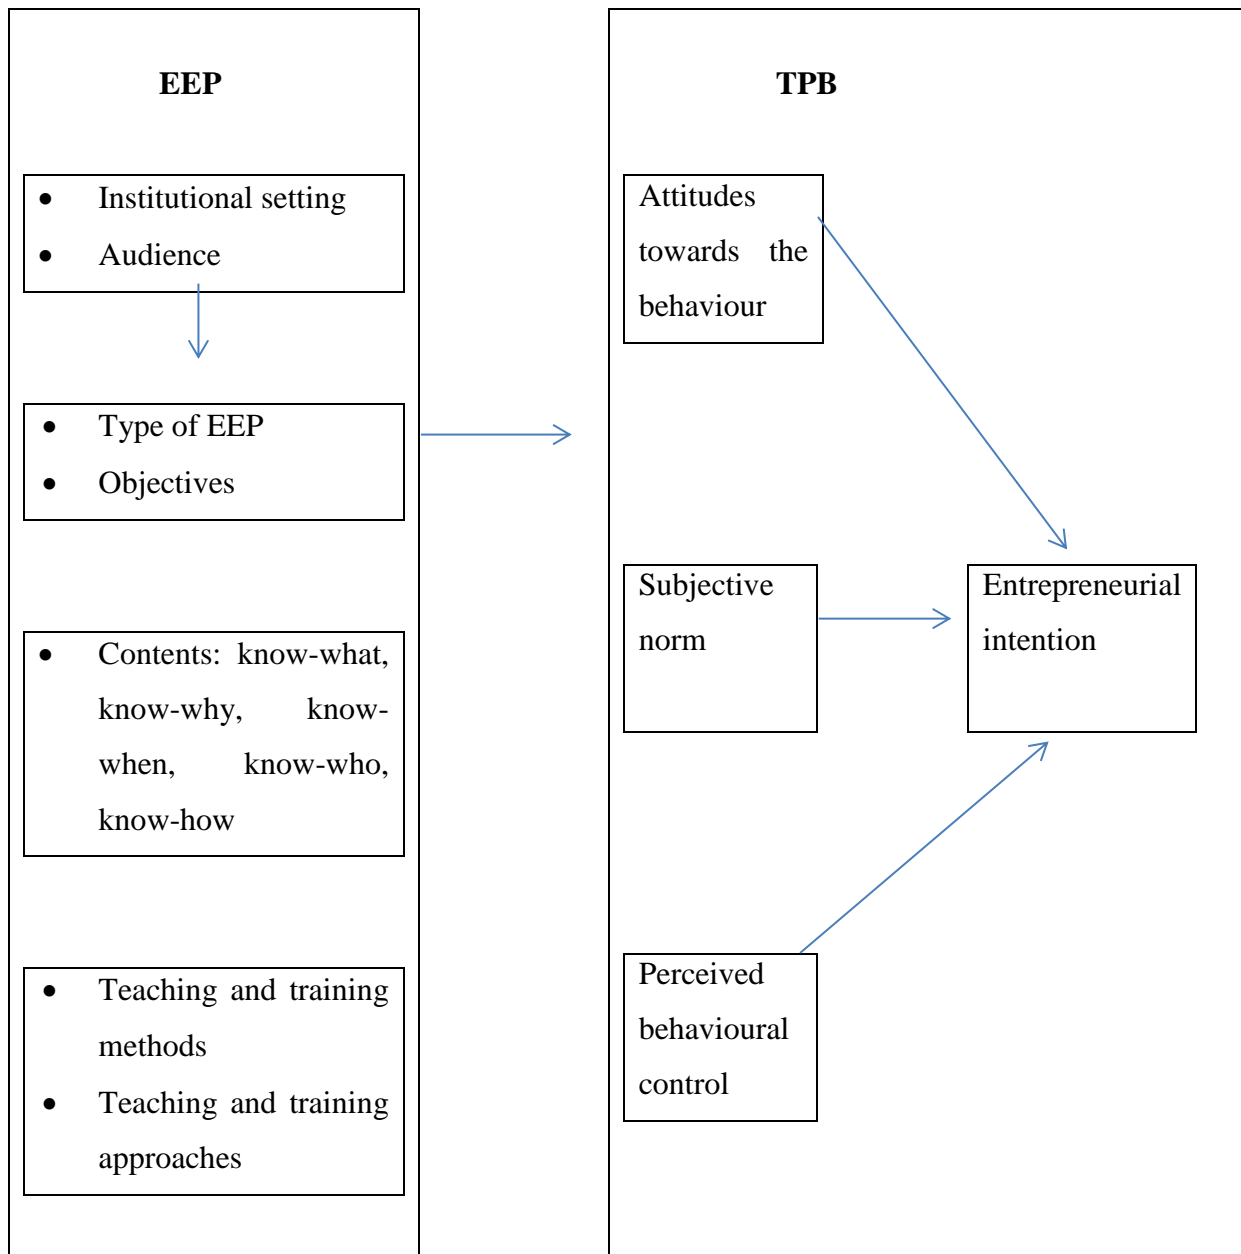 EEP
• Institutional setting
• Audience
• Type of EEP
• Objectives
• Contents: know-what,
know-why, know-
when, know-who,
know-how
• Teaching and training
methods
• Teaching and training
approaches
TPB
Attitudes
towards the
behaviour
Subjective
norm
Entrepreneurial
intention
Perceived
behavioural
control